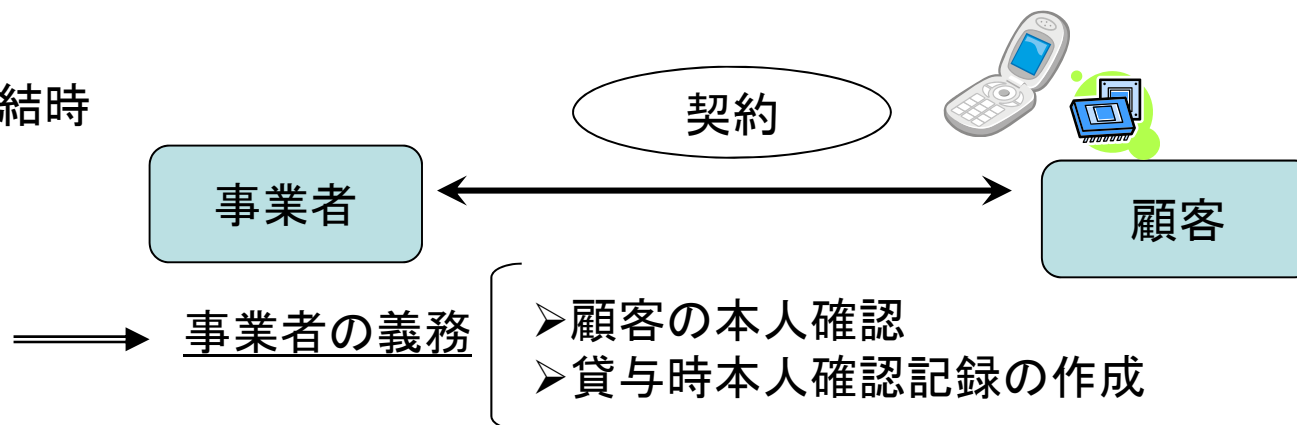 結時
契約
事業者
顧客
事業者の義務
➢顧客の本人確認
➢貸与時本人確認記録の作成